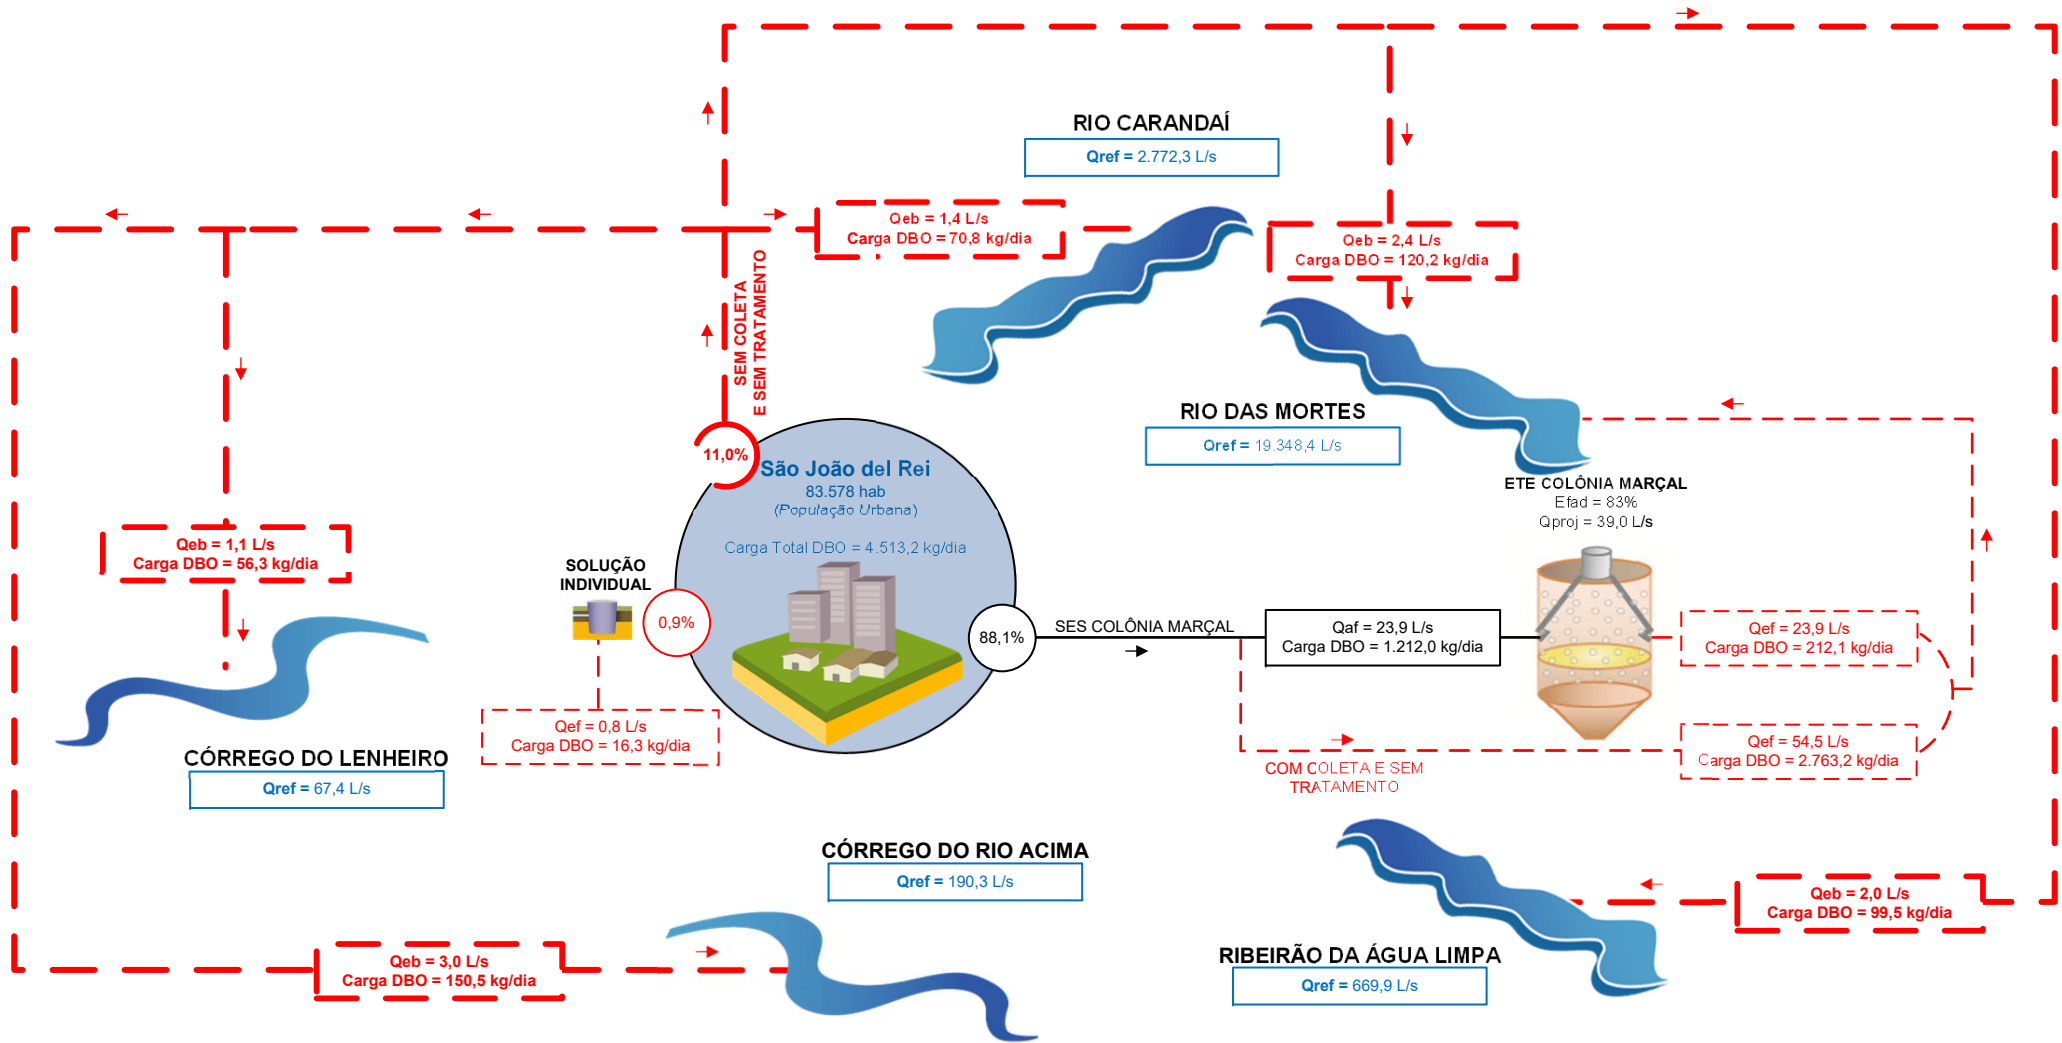 RIO CARANDAÍ
Qref = 2.772,3 L/s
Qeb = 1,4 L/s
Carga DBO = 70,8 kg/dia
Qeb = 2,4 L/s
Carga DBO = 120,2 kg/dia
SEM COLETA
E SEM TRATAMENTO
RIO DAS MORTES
Qref = 19.348,4 L/s
11,0%
São João del Rei
83.578 hab
(População Urbana)
Carga Total DBO = 4.513,2 kg/dia
ETE COLÔNIA MARÇAL
Efad = 83%
Qproj = 39,0 L/s
Qeb = 1,1 L/s
Carga DBO = 56,3 kg/dia
SOLUÇÃO
INDIVIDUAL
0,9%
88,1%
SES COLÔNIA MARÇAL
Qaf = 23,9 L/s
Carga DBO = 1.212,0 kg/dia
Qef = 23,9 L/s
Carga DBO = 212,1 kg/dia
Qef = 0,8 L/s
Carga DBO = 16,3 kg/dia
Qef = 54,5 L/s
Carga DBO = 2.763,2 kg/dia
COM COLETA E SEM
TRATAMENTO
CÓRREGO DO LENHEIRO
Qref = 67,4 L/s
CÓRREGO DO RIO ACIMA
Qref = 190,3 L/s
Qeb = 2,0 L/s
Carga DBO = 99,5 kg/dia
RIBEIRÃO DA ÁGUA LIMPA
Qref = 669,9 L/s
Qeb = 3,0 L/s
Carga DBO = 150,5 kg/dia